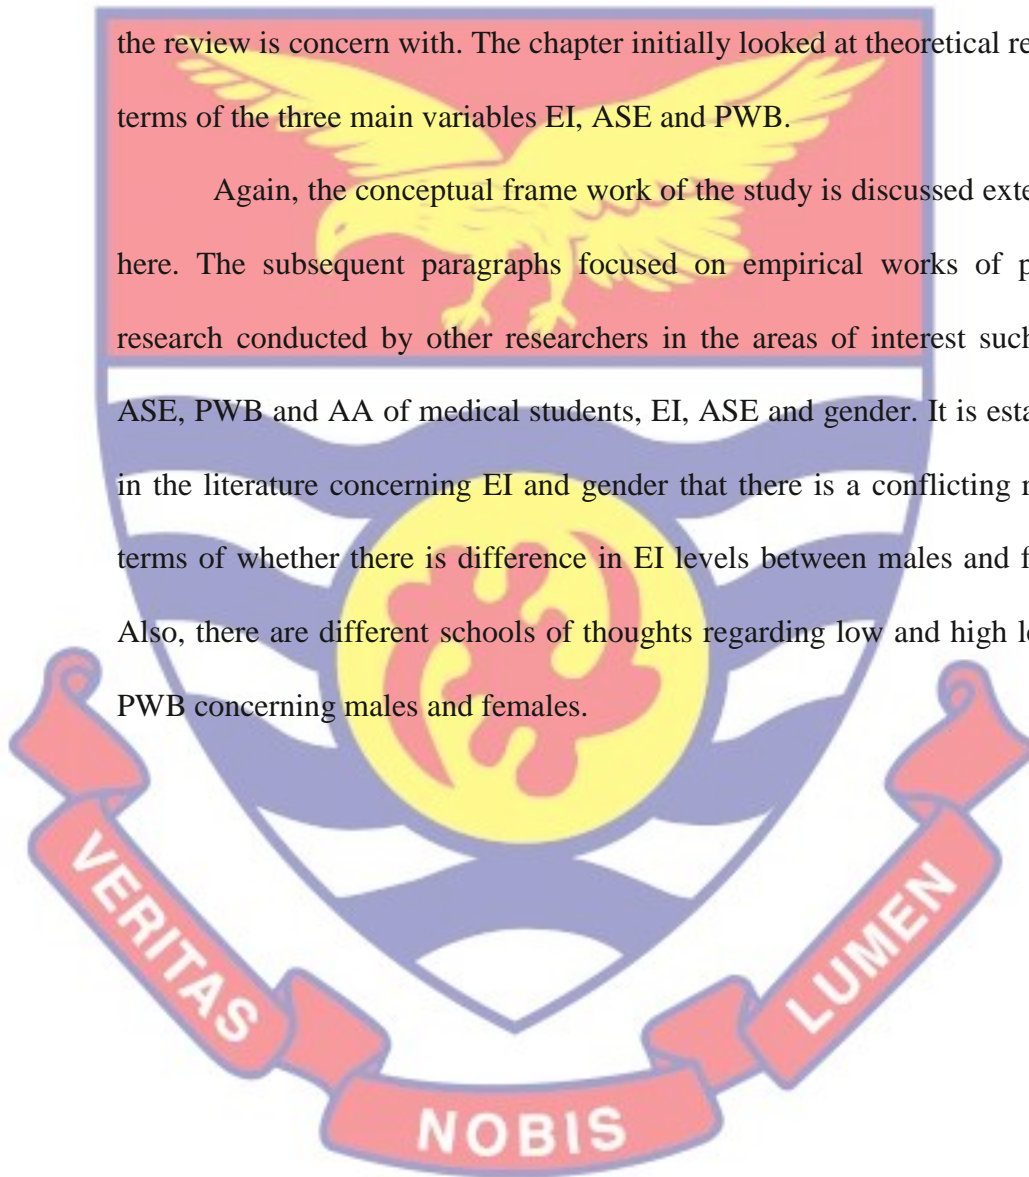 the review is concern with. The chapter initially looked at theoretical re
terms of the three main variables EI, ASE and PWB.
Again, the conceptual frame work of the study is discussed exte
here. The subsequent paragraphs focused on empirical works of p
research conducted by other researchers in the areas of interest such
ASE, PWB and AA of medical students, EI, ASE and gender. It is esta
in the literature concerning EI and gender that there is a conflicting r
terms of whether there is difference in EI levels between males and f
Also, there are different schools of thoughts regarding low and high le
PWB concerning males and females.
VERITAS
NOBIS
LUMEN